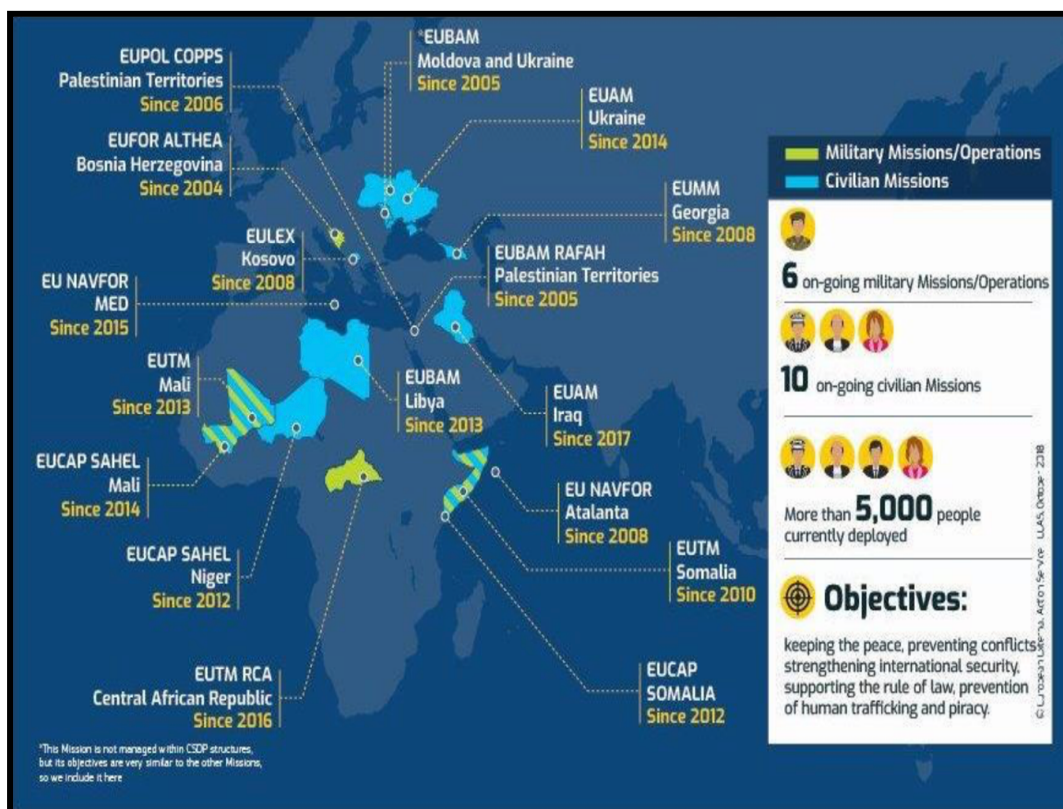 *EUBAM
Moldova and Ukraine
Since 2005
EUPOL COPPS
Palestinian Territories
Since 2006
EUAM
Ukraine
Since 2014
EUFOR ALTHEA
Bosnia Herzegovina
Since 2004
EUMM
Georgia
Since 2008
EULEX
Kosovo
Since 2008
EUBAM RAFAH
Palestinian Territories
Since 2005
EU NAVFOR
MED
Since 2015
EUTM
Mali
Since 2013
EUBAM
Libya
Since 2013
EUAM
Iraq
Since 2017
EUCAP SAHEL
Mali
Since 2014
EU NAVFOR
Atalanta
Since 2008
EUCAP SAHEL
Niger
Since 2012
EUTM
Somalia
Since 2010
EUTM RCA
Central African Republic
Since 2016
EUCAP
SOMALIA
Since 2012
*This Mission is not managed within CSDP structures,
but its objectives are very similar to the other Missions,
so we include it here
Military Missions/Operations
Civilian Missions
6 on-going military Missions/Operations
10 on-going civilian Missions
More than 5,000 people
currently deployed
Objectives:
keeping the peace, preventing conflicts,
strengthening international security,
supporting the rule of law, prevention
of human trafficking and piracy.
© European External Action Service
2018